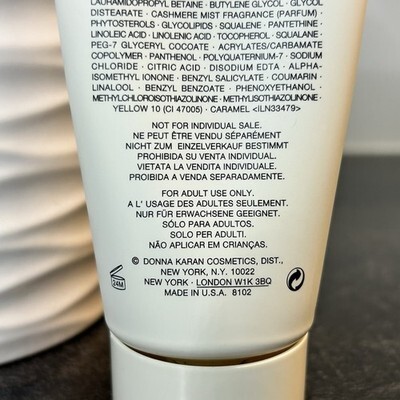 LAURAMIDOPROPYL BETAINE · BUTYLENE GLYCOL · GLYCOL
DISTEARATE · CASHMERE MIST FRAGRANCE (PARFUM) ·
PHYTOSTEROLS · GLYCOLIPIDS · SQUALENE · PANTETHINE ·
LINOLEIC ACID · LINOLENIC ACID · TOCOPHEROL · SQUALANE ·
PEG-7 GLYCERYL COCOATE · ACRYLATES/CARBAMATE
COPOLYMER · PANTHENOL · POLYQUATERNIUM-7 · SODIUM
CHLORIDE · CITRIC ACID · DISODIUM EDTA · ALPHA-
ISOMETHYL IONONE · BENZYL SALICYLATE · COUMARIN ·
LINALOOL · BENZYL BENZOATE · PHENOXYETHANOL ·
METHYLCHLOROISOTHIAZOLINONE · METHYLISOTHIAZOLINONE ·
YELLOW 10 (CI 47005) · CARAMEL <ILN33479>
NOT FOR INDIVIDUAL SALE.
NE PEUT ÊTRE VENDU SÉPARÉMENT
NICHT ZUM EINZELVERKAUF BESTIMMT
PROHIBIDA SU VENTA INDIVIDUAL.
VIETATA LA VENDITA INDIVIDUALE.
PROIBIDA A VENDA SEPARADAMENTE.
FOR ADULT USE ONLY.
A L' USAGE DES ADULTES SEULEMENT.
NUR FÜR ERWACHSENE GEEIGNET.
SÓLO PARA ADULTOS.
SOLO PER ADULTI.
NÃO APLICAR EM CRIANÇAS.
© DONNA KARAN COSMETICS, DIST.,
NEW YORK, N.Y. 10022
NEW YORK · LONDON W1K 3BQ
MADE IN U.S.A. 8102
24M